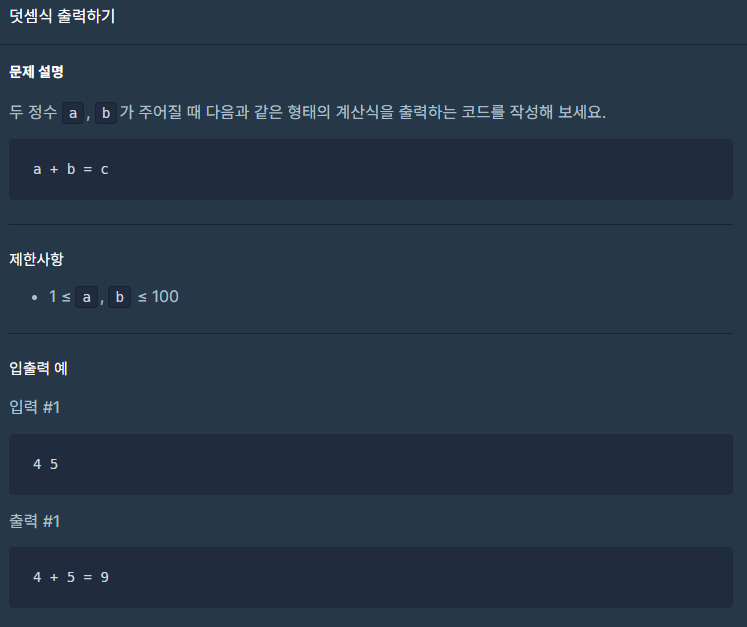 덧셈식 출력하기
문제 설명
두 정수 a, b가 주어질 때 다음과 같은 형태의 계산식을 출력하는 코드를 작성해 보세요.
a + b = c
제한사항
• 1 ≤ a, b ≤ 100
입출력 예
입력 #1
4 5
출력 #1
4 + 5 = 9